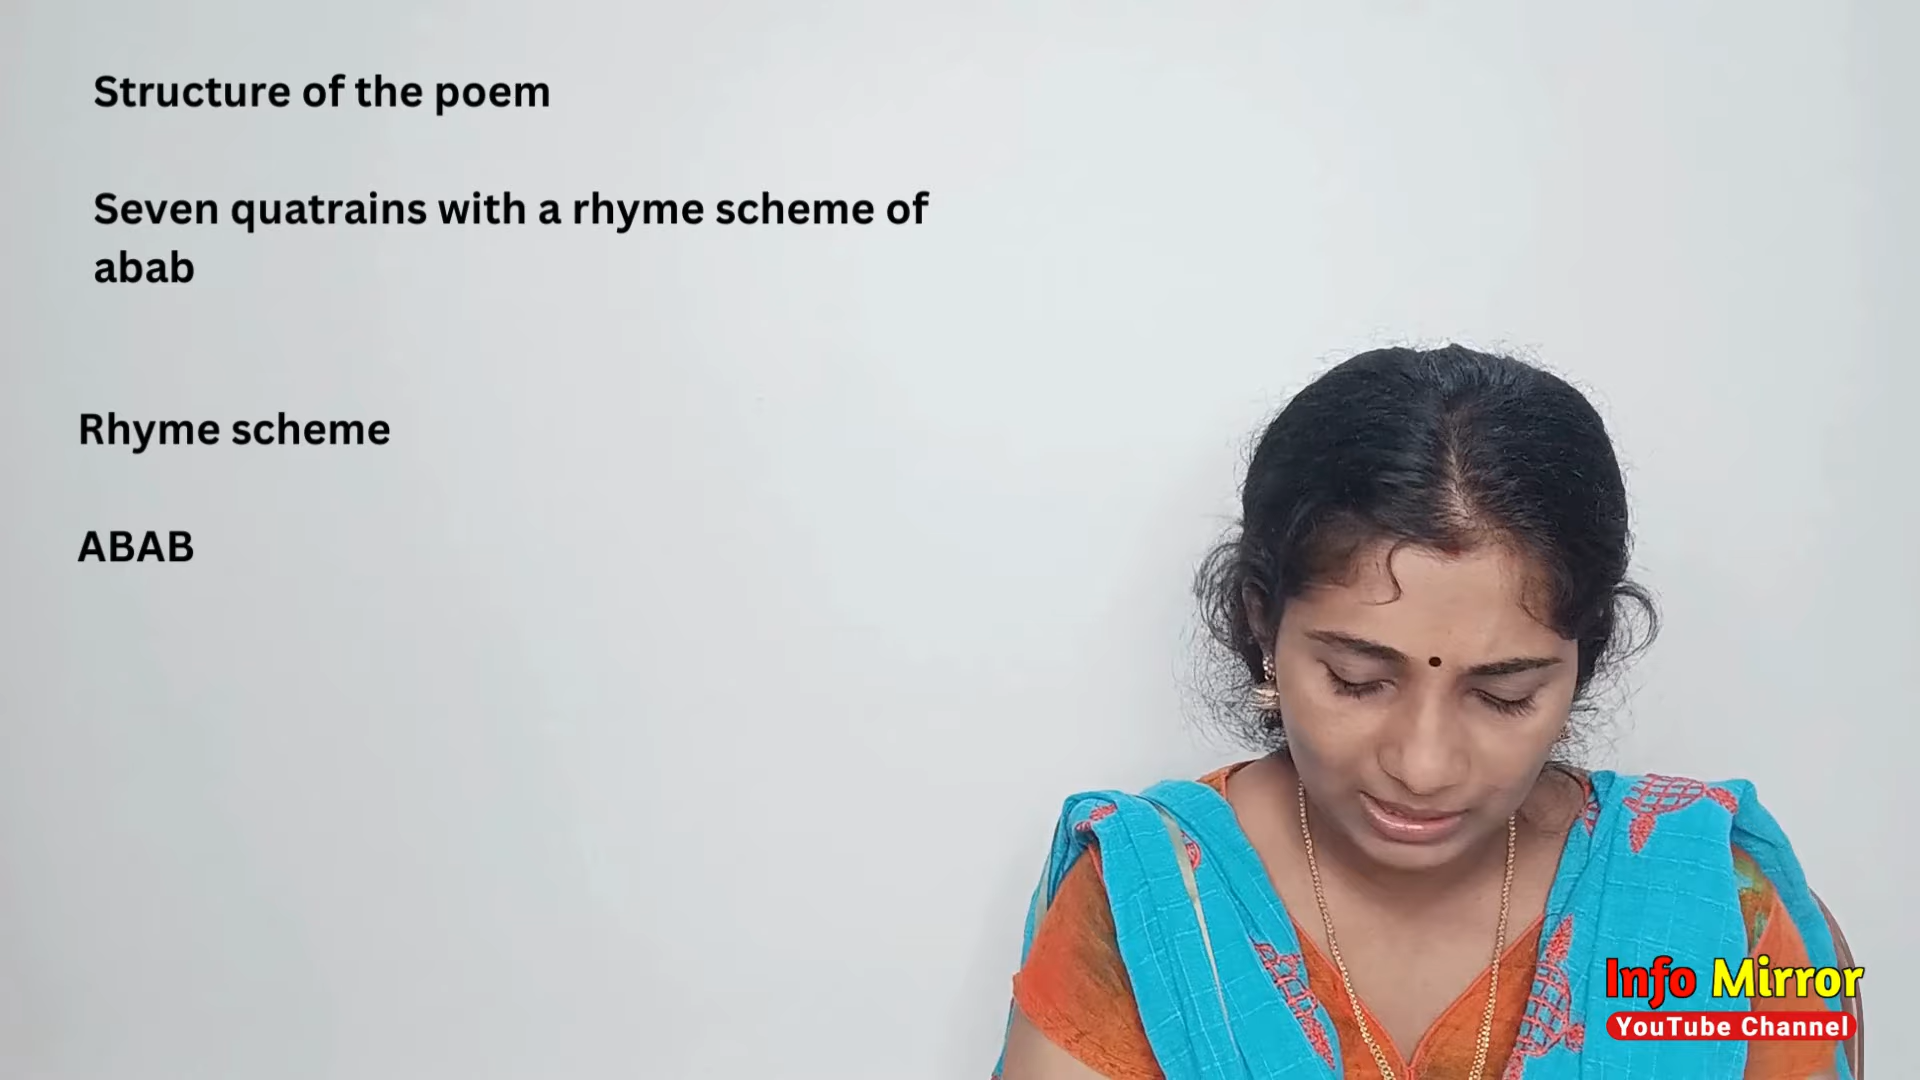 Structure of the poem
Seven quatrains with a rhyme scheme of
abab
Rhyme scheme
ABAB
Info Mirror
YouTube Channel